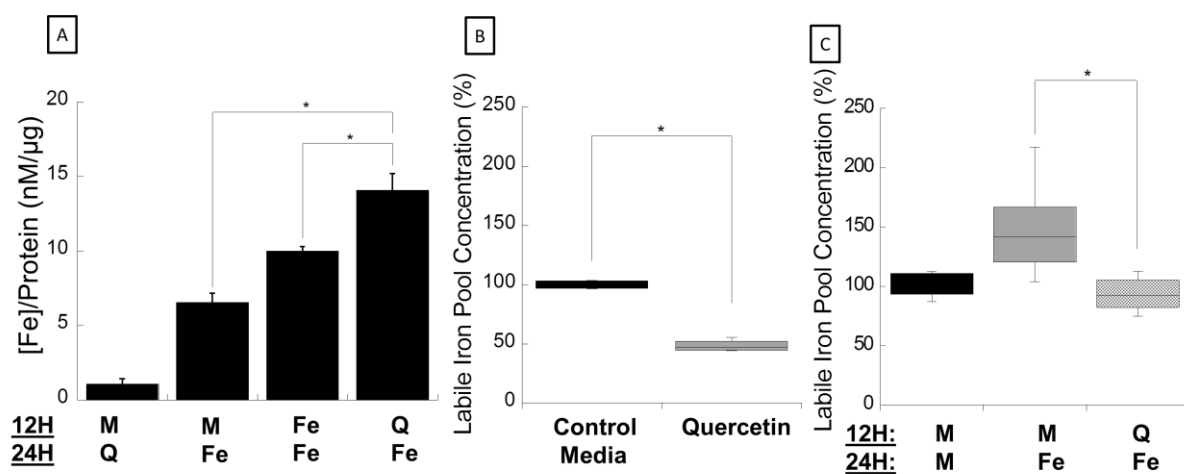 A
[Fe]/Protein (nM/µg)
20
15
10
5
0
*
*
12H M M Fe Q
24H Q Fe Fe Fe
B
Labile Iron Pool Concentration (%)
250
200
150
100
50
0
*
Control Quercetin
Media
C
Labile Iron Pool Concentration (%)
250
200
150
100
50
0
*
12H: M M Q
24H: M Fe Fe